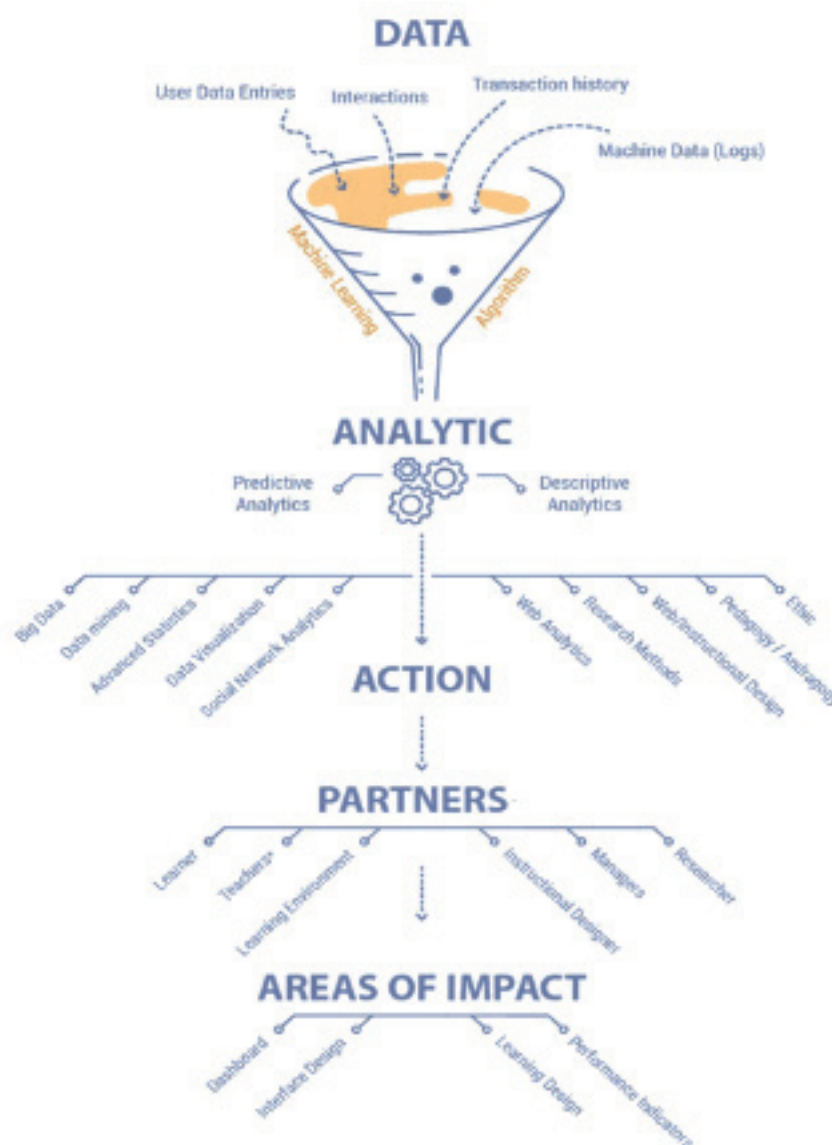 DATA
User Data Entries
Interactions
Transaction history
Machine Data (Logs)
Machine Learning
Algorithm
ANALYTIC
Predictive
Analytics
Descriptive
Analytics
Big Data
Data mining
Advanced Statistics
Data Visualization
Social Network Analytics
Web Analytics
Research Methods
Web/Instructional Design
Pedagogy / Andragogy
Ethic
ACTION
PARTNERS
Learner
Teachers*
Learning Environment
Instructional Designer
Managers
Researcher
AREAS OF IMPACT
Dashboard
Interface Design
Learning Design
Performance Indicators